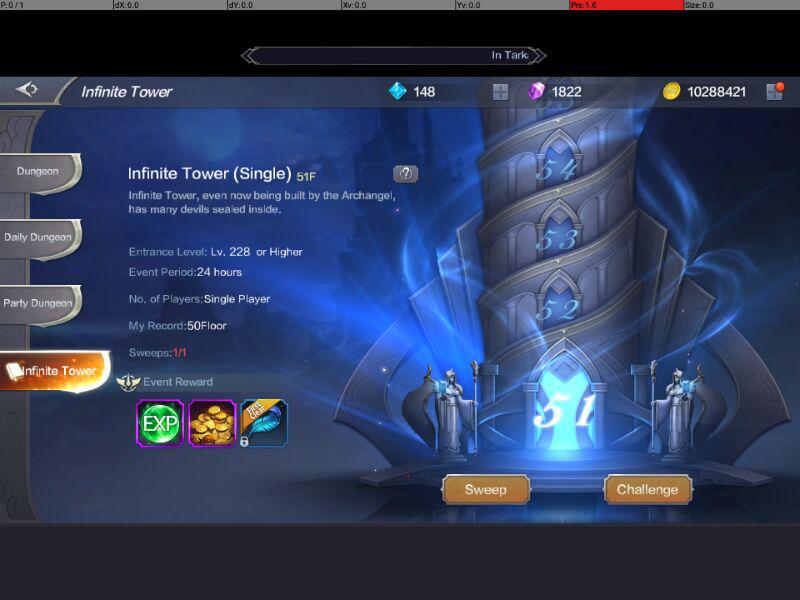 P: 0 / 1
dX: 0.0
dY: 0.0
Xv: 0.0
Yv: 0.0
Prs: 1.0
Size: 0.0
In Tark
Infinite Tower
148
1822
10288421
Dungeon
Daily Dungeon
Party Dungeon
Infinite Tower
Infinite Tower (Single) 51F
?
Infinite Tower, even now being built by the Archangel,
has many devils sealed inside.
Entrance Level: Lv. 228 or Higher
Event Period:24 hours
No. of Players:Single Player
My Record:50Floor
Sweeps:1/1
Event Reward
EXP
First Clear
55
54
53
52
51
Sweep
Challenge